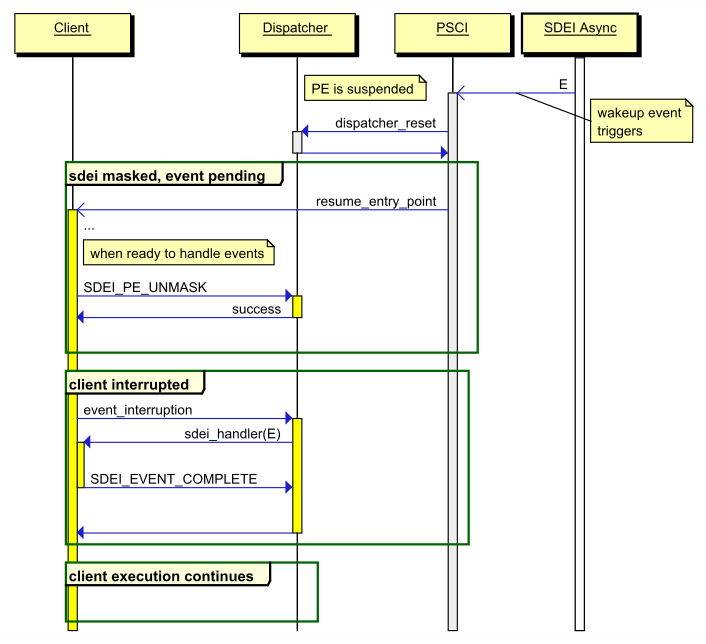 Client
Dispatcher
PSCI
SDEI Async
PE is suspended
E
wakeup event
triggers
dispatcher_reset
sdei masked, event pending
resume_entry_point
...
when ready to handle events
SDEI_PE_UNMASK
success
client interrupted
event_interruption
sdei_handler(E)
SDEI_EVENT_COMPLETE
client execution continues